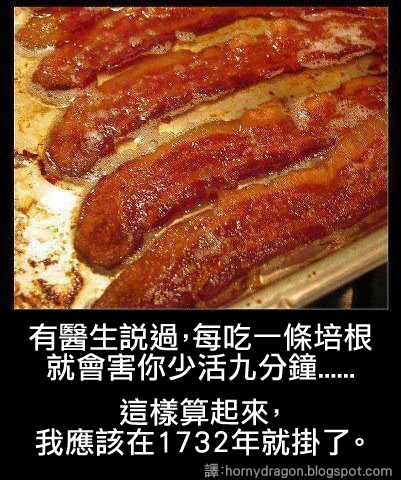 有醫生說過,每吃一條培根
就會害你少活九分鐘......
這樣算起來,
我應該在1732年就掛了。
譯:hornydragon.blogspot.com